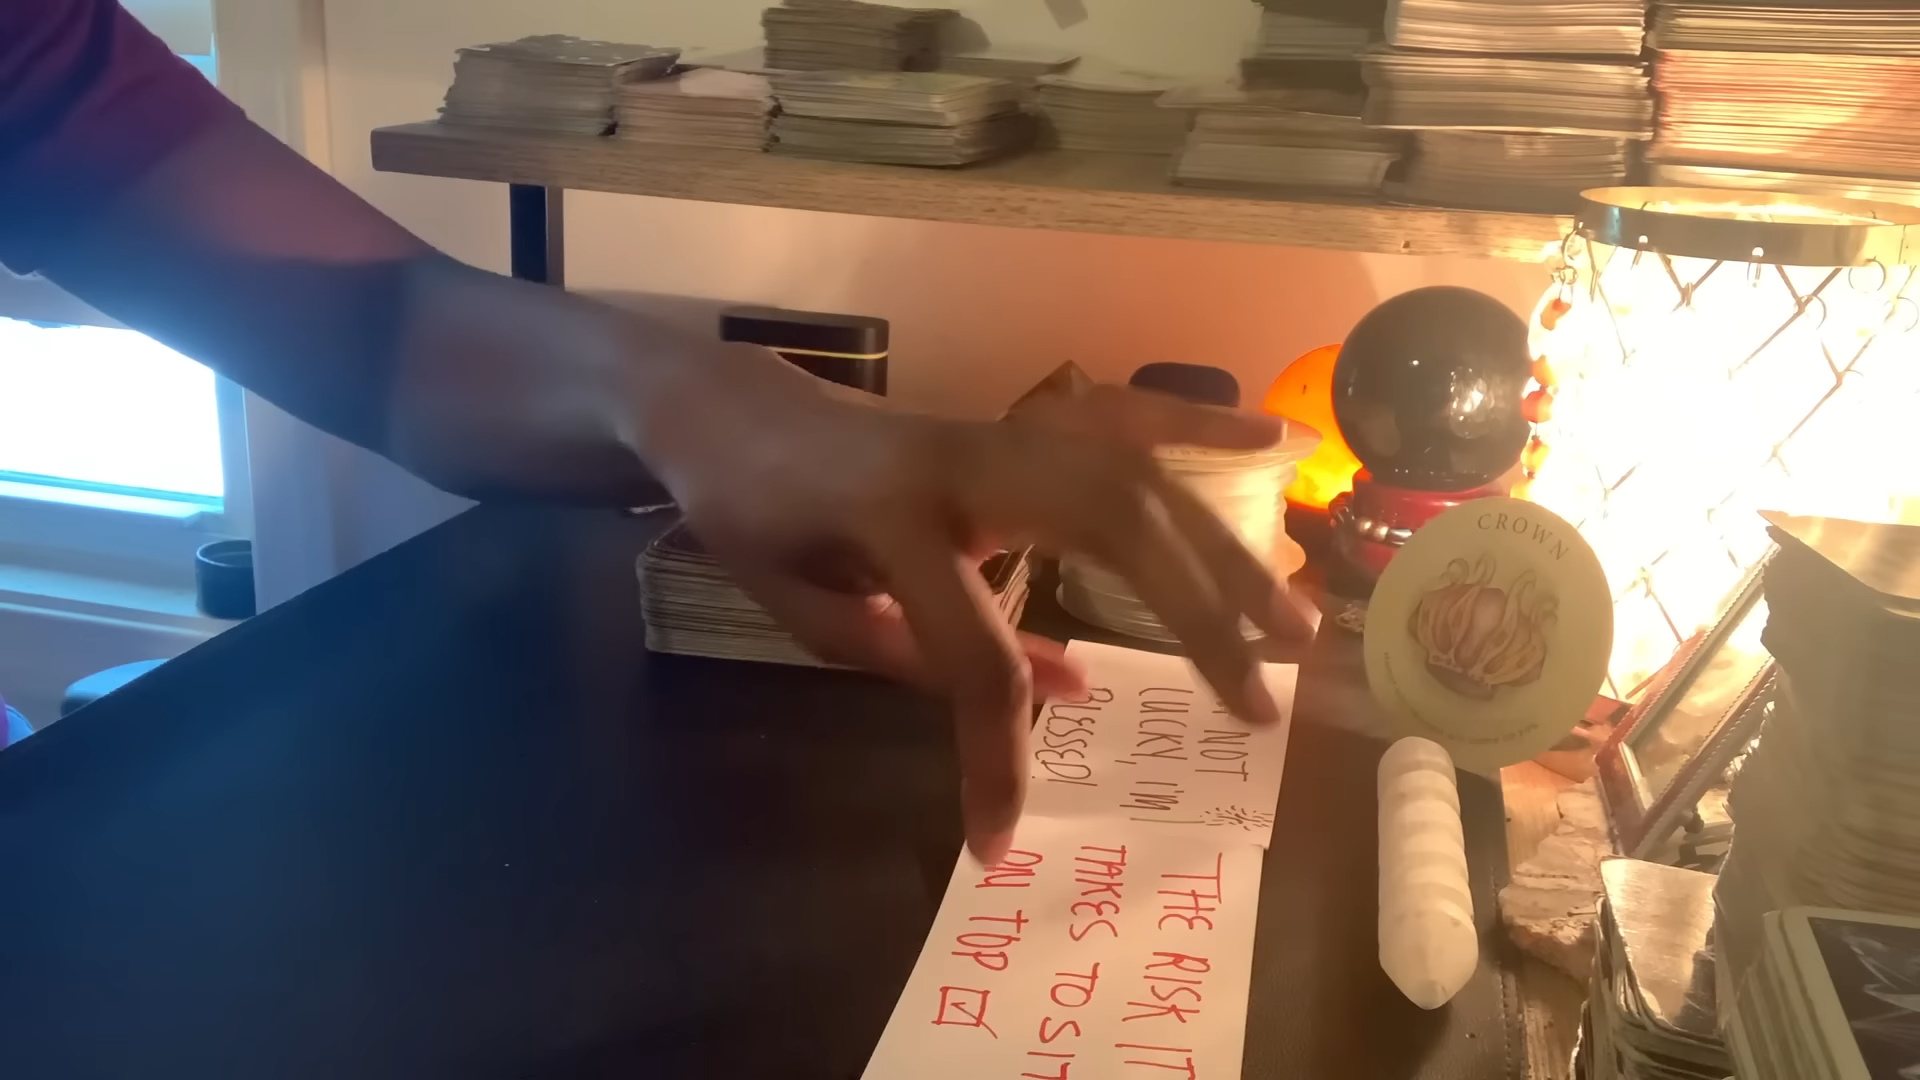 NOT
LUCKY, I'M
BLESSED!
THE RISK IT
TAKES TO SIT
ON TOP
CROWN